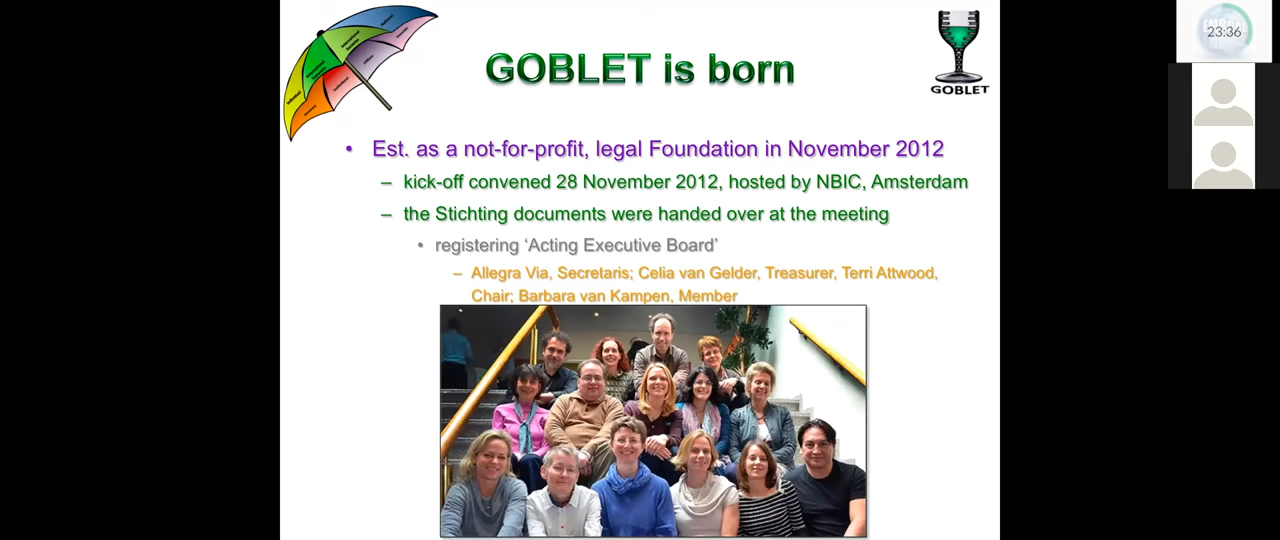 GOBLET is born
GOBLET
23:36
• Est. as a not-for-profit, legal Foundation in November 2012
– kick-off convened 28 November 2012, hosted by NBIC, Amsterdam
– the Stichting documents were handed over at the meeting
• registering ‘Acting Executive Board’
– Allegra Via, Secretaris; Celia van Gelder, Treasurer, Terri Attwood,
Chair; Barbara van Kampen, Member